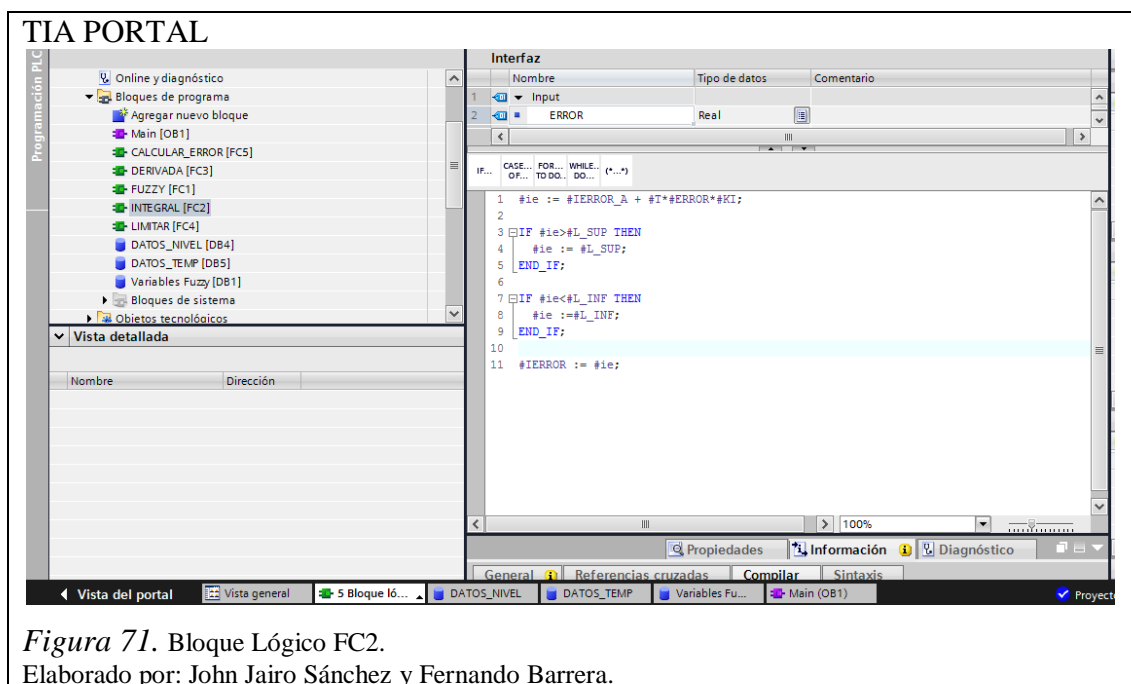 TIA PORTAL
Programación PLC
Online y diagnóstico
Bloques de programa
Agregar nuevo bloque
Main [OB1]
CALCULAR_ERROR [FC5]
DERIVADA [FC3]
FUZZY [FC1]
INTEGRAL [FC2]
LIMITAR [FC4]
DATOS_NIVEL [DB4]
DATOS_TEMP [DB5]
Variables Fuzzy [DB1]
Bloques de sistema
Objetos tecnológicos
Vista detallada
Nombre Dirección
Interfaz
Nombre Tipo de datos Comentario
1 Input
2 ERROR Real
IF... CASE... OF... FOR... TO DO.. WHILE.. DO... (*...*)
1 #ie := #IERROR_A + #T*#ERROR*#KI;
2
3 IF #ie>#L_SUP THEN
4 #ie := #L_SUP;
5 END_IF;
6
7 IF #ie<#L_INF THEN
8 #ie :=#L_INF;
9 END_IF;
10
11 #IERROR := #ie;
100%
Propiedades Información Diagnóstico
General Referencias cruzadas Compilar Sintaxis
Vista del portal Vista general 5 Bloque ló... DATOS_NIVEL DATOS_TEMP Variables Fu... Main (OB1) Proyect
Figura 71. Bloque Lógico FC2.
Elaborado por: John Jairo Sánchez y Fernando Barrera.